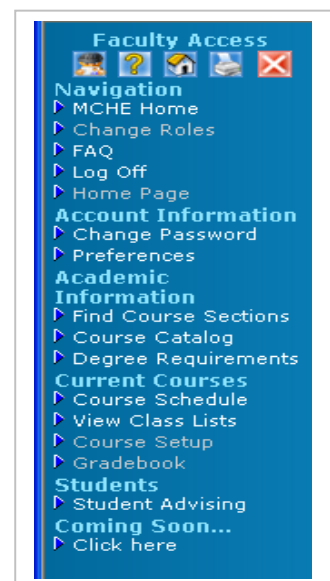 Faculty Access
?
Navigation
MCHE Home
Change Roles
FAQ
Log Off
Home Page
Account Information
Change Password
Preferences
Academic
Information
Find Course Sections
Course Catalog
Degree Requirements
Current Courses
Course Schedule
View Class Lists
Course Setup
Gradebook
Students
Student Advising
Coming Soon...
Click here